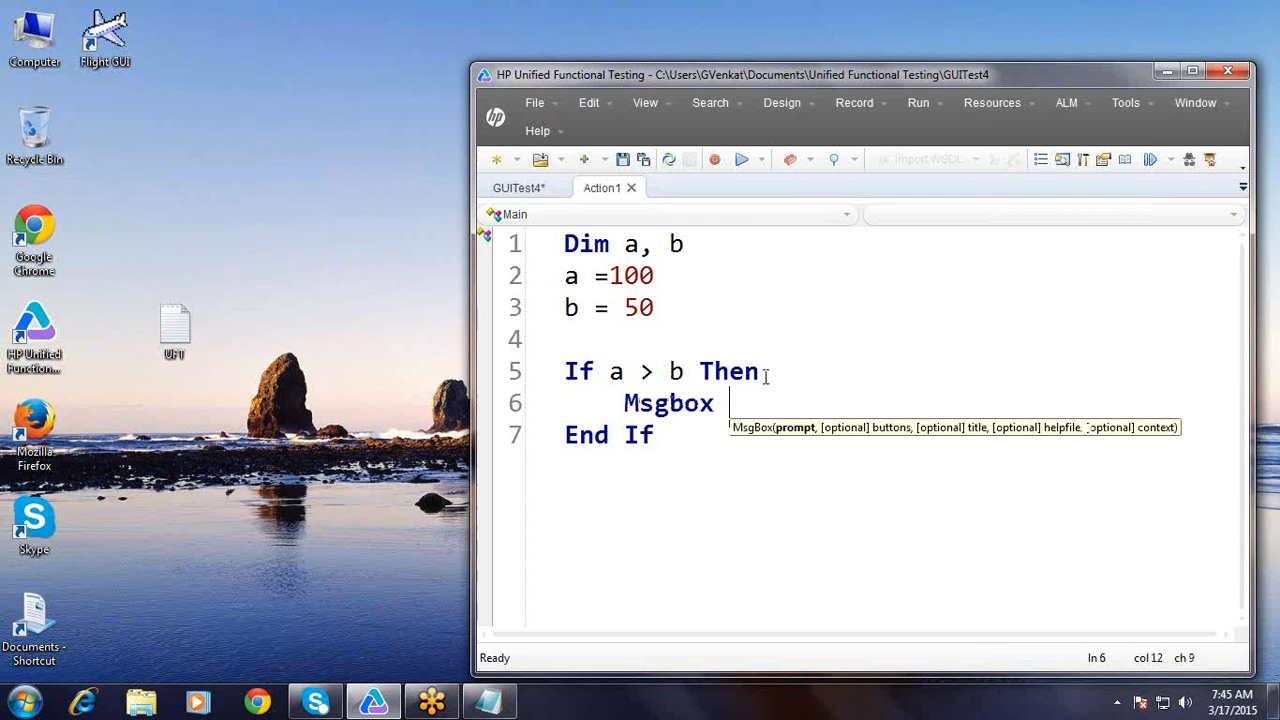 Computer
Flight GUI
Recycle Bin
Google
Chrome
HP Unified
Function...
UFT
Mozilla
Firefox
Skype
Documents -
Shortcut
HP Unified Functional Testing - C:\Users\GVenkat\Documents\Unified Functional Testing\GUITest4
hp
File Edit View Search Design Record Run Resources ALM Tools Window
Help
Import WSDL
GUITest4* Action1
Main
1 Dim a, b
2 a =100
3 b = 50
4
5 If a > b Then
6 Msgbox
MsgBox(prompt, [optional] buttons, [optional] title, [optional] helpfile, [optional] context)
7 End If
Ready Ln 6 col 12 ch 9
7:45 AM
3/17/2015